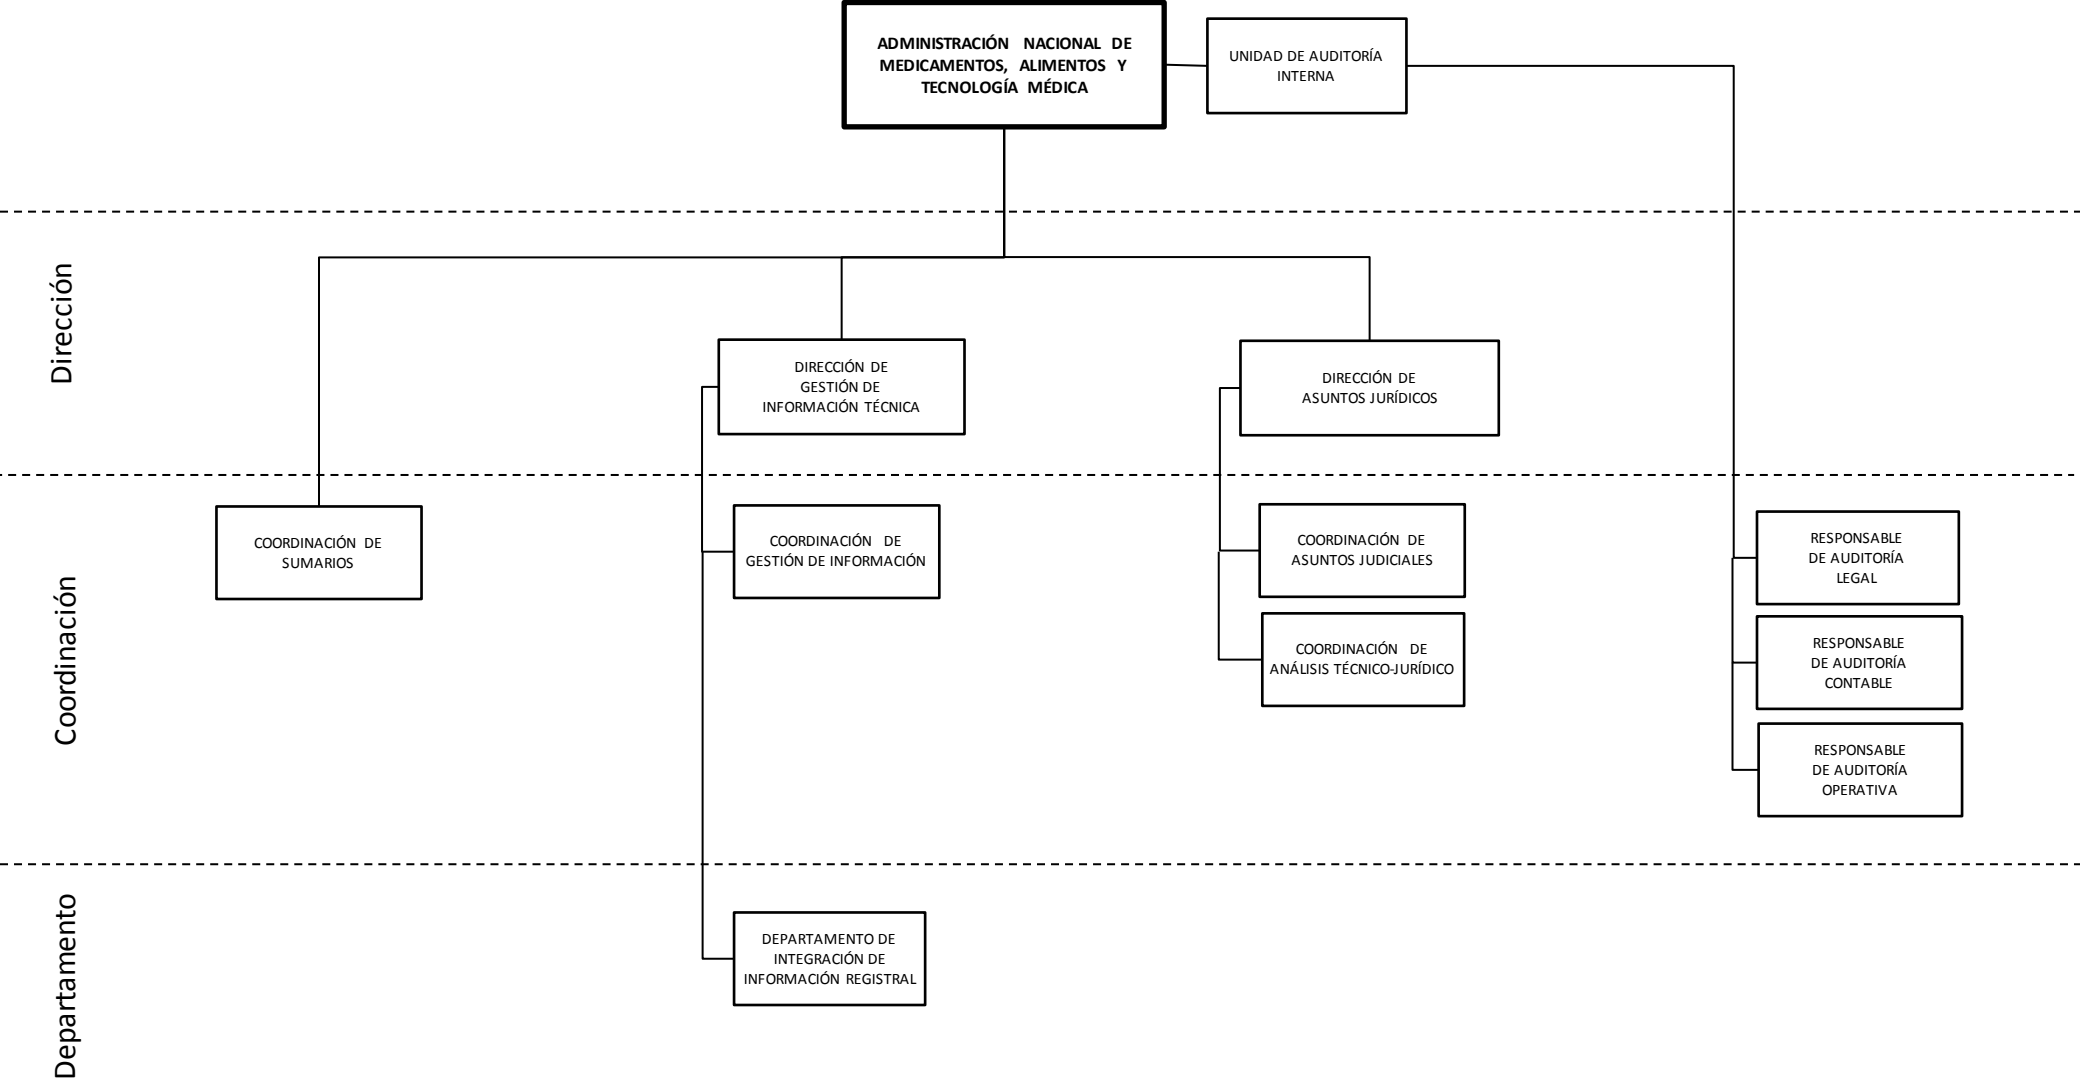 ADMINISTRACIÓN NACIONAL DE
MEDICAMENTOS, ALIMENTOS Y
TECNOLOGÍA MÉDICA
UNIDAD DE AUDITORÍA
INTERNA
Dirección
DIRECCIÓN DE
GESTIÓN DE
INFORMACIÓN TÉCNICA
DIRECCIÓN DE
ASUNTOS JURÍDICOS
Coordinación
COORDINACIÓN DE
SUMARIOS
COORDINACIÓN DE
GESTIÓN DE INFORMACIÓN
COORDINACIÓN DE
ASUNTOS JUDICIALES
COORDINACIÓN DE
ANÁLISIS TÉCNICO-JURÍDICO
RESPONSABLE
DE AUDITORÍA
LEGAL
RESPONSABLE
DE AUDITORÍA
CONTABLE
RESPONSABLE
DE AUDITORÍA
OPERATIVA
Departamento
DEPARTAMENTO DE
INTEGRACIÓN DE
INFORMACIÓN REGISTRAL